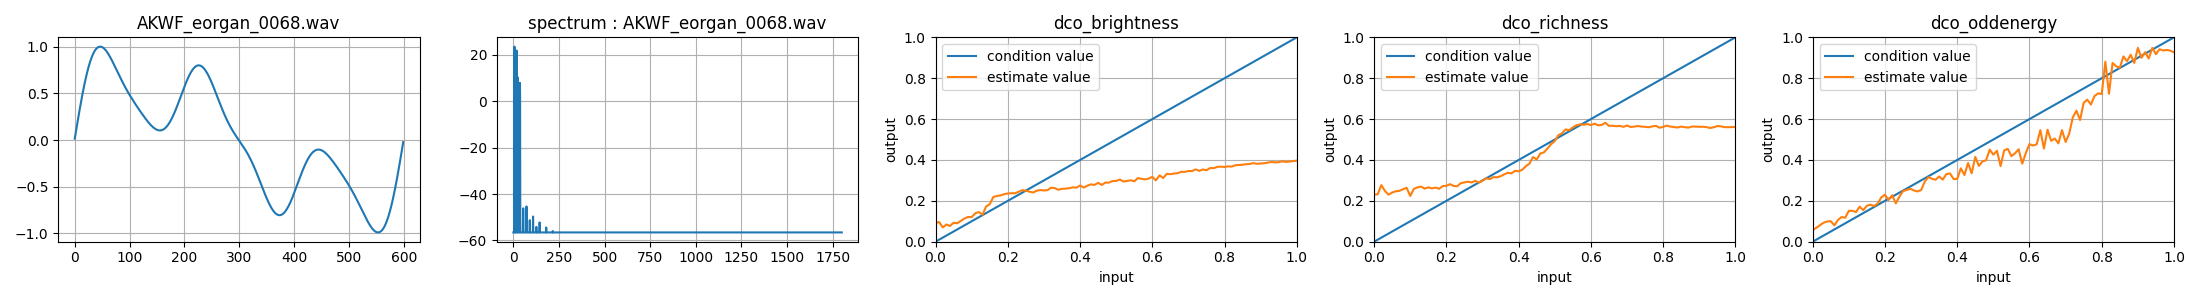 AKWF_eorgan_0068.wav
1.0
0.5
0.0
−0.5
−1.0
0 100 200 300 400 500 600
spectrum : AKWF_eorgan_0068.wav
20
0
−20
−40
−60
0 250 500 750 1000 1250 1500 1750
dco_brightness
condition value
estimate value
output
1.0
0.8
0.6
0.4
0.2
0.0
0.0 0.2 0.4 0.6 0.8 1.0
input
dco_richness
condition value
estimate value
output
1.0
0.8
0.6
0.4
0.2
0.0
0.0 0.2 0.4 0.6 0.8 1.0
input
dco_oddenergy
condition value
estimate value
output
1.0
0.8
0.6
0.4
0.2
0.0
0.0 0.2 0.4 0.6 0.8 1.0
input